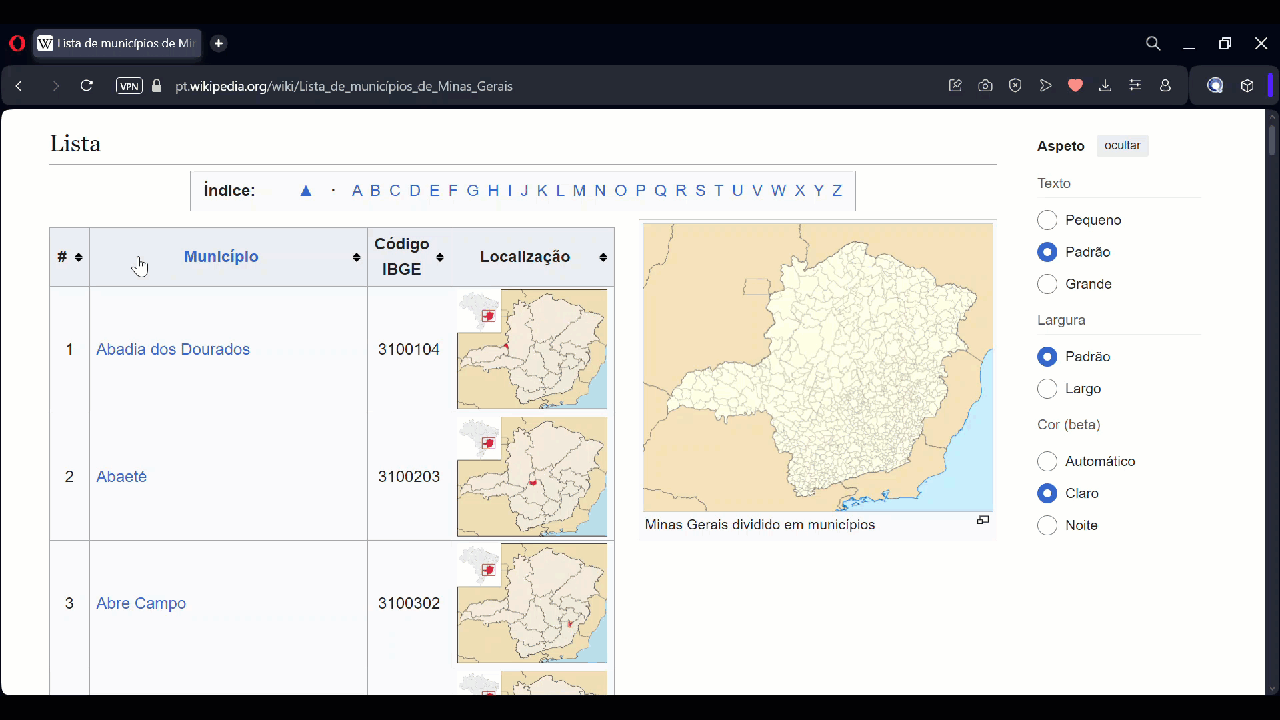 Lista de municípios de Mi
VPN
pt.wikipedia.org/wiki/Lista_de_municípios_de_Minas_Gerais
Lista
Índice: ▲ · A B C D E F G H I J K L M N O P Q R S T U V W X Y Z
# Município Código IBGE Localização
1 Abadia dos Dourados 3100104
2 Abaeté 3100203
3 Abre Campo 3100302
Minas Gerais dividido em municípios
Aspeto ocultar
Texto
Pequeno
Padrão
Grande
Largura
Padrão
Largo
Cor (beta)
Automático
Claro
Noite